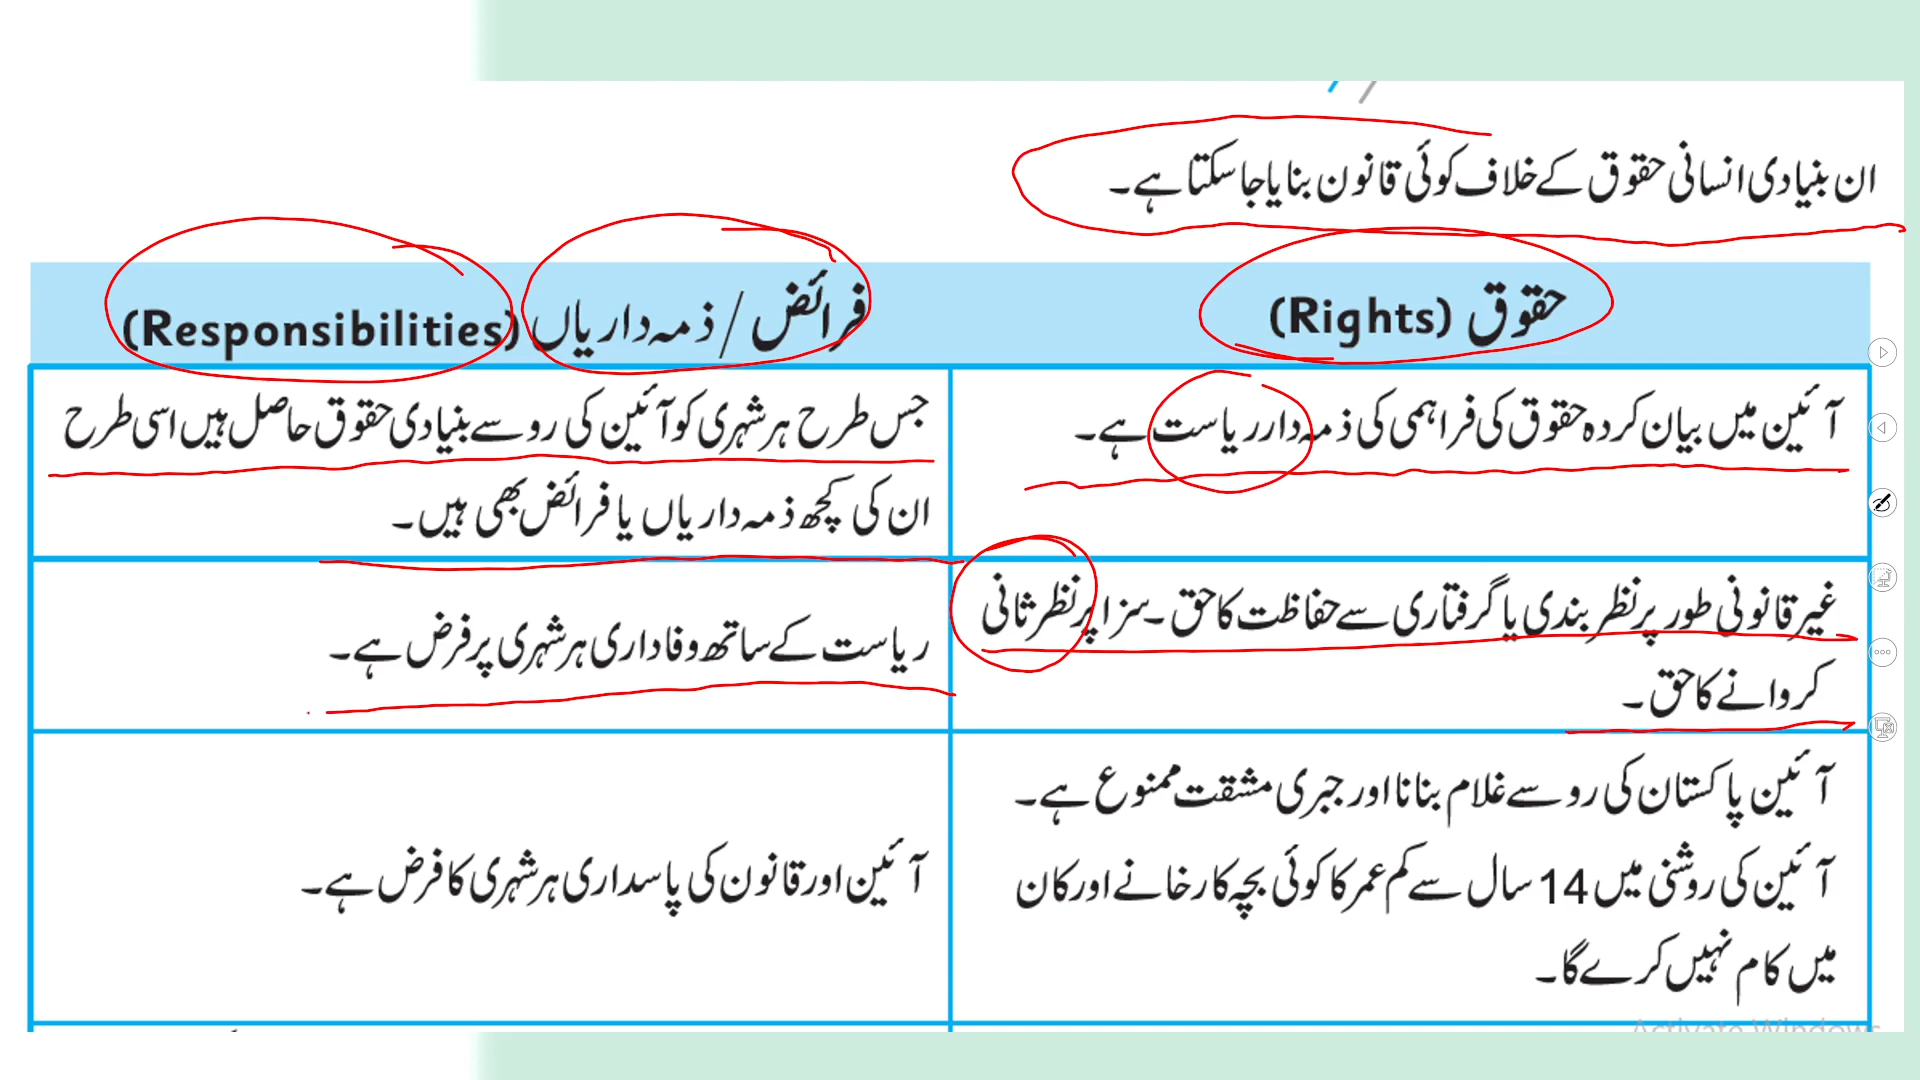 ان بنیادی انسانی حقوق کے خلاف کوئی قانون بنایا جا سکتا ہے۔
حقوق (Rights)
فرائض / ذمہ داریاں (Responsibilities)
آئین میں بیان کردہ حقوق کی فراہمی کی ذمہ دار ریاست ہے۔
جس طرح ہر شہری کو آئین کی رو سے بنیادی حقوق حاصل ہیں اسی طرح
ان کی کچھ ذمہ داریاں یا فرائض بھی ہیں۔
غیر قانونی طور پر نظر بندی یا گرفتاری سے حفاظت کا حق۔ سزا پر نظر ثانی
کروانے کا حق۔
ریاست کے ساتھ وفاداری ہر شہری پر فرض ہے۔
آئین پاکستان کی رو سے غلام بنانا اور جبری مشقت ممنوع ہے۔
آئین کی روشنی میں 14 سال سے کم عمر کا کوئی بچہ کارخانے اور کان
میں کام نہیں کرے گا۔
آئین اور قانون کی پاسداری ہر شہری کا فرض ہے۔
Activate Windows